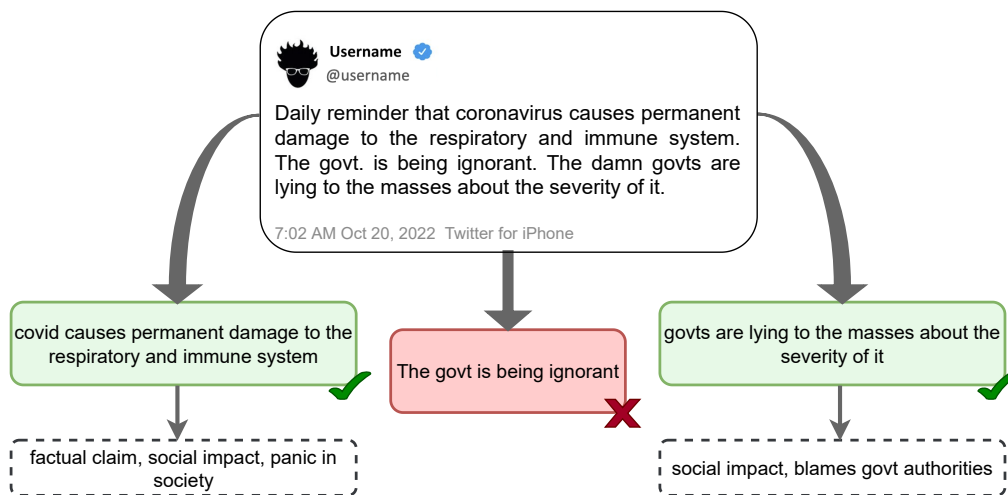 Username
@username
Daily reminder that coronavirus causes permanent
damage to the respiratory and immune system.
The govt. is being ignorant. The damn govts are
lying to the masses about the severity of it.
7:02 AM Oct 20, 2022 Twitter for iPhone
covid causes permanent damage to the
respiratory and immune system
The govt is being ignorant
govts are lying to the masses about the
severity of it
factual claim, social impact, panic in
society
social impact, blames govt authorities